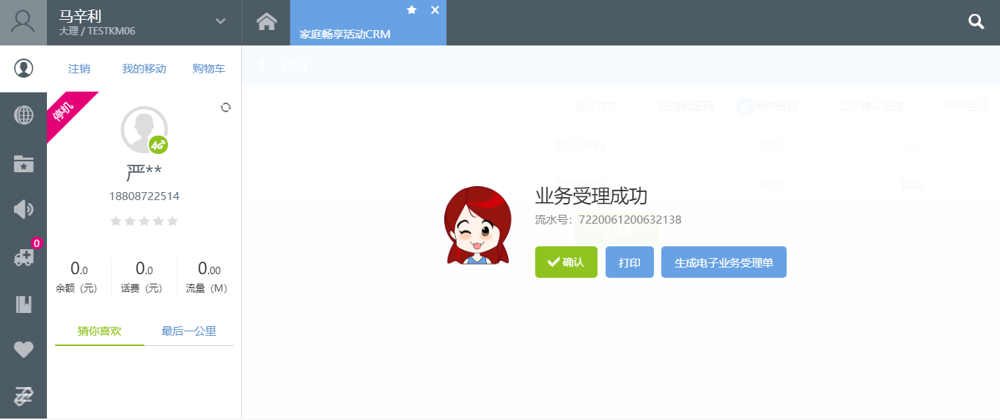 马辛利
大理 / TESTKM06
家庭畅享活动CRM
注销 我的移动 购物车
返回
停机
验证方式 短信验证码 用户密码 二次确认短信 外呼验证
4G
密码
严**
18808722514
密码 验证
业务受理成功
流水号：7220061200632138
办理
确认 打印 生成电子业务受理单
0
0.0 0.0 0.00
余额（元） 话费（元） 流量（M）
猜你喜欢 最后一公里